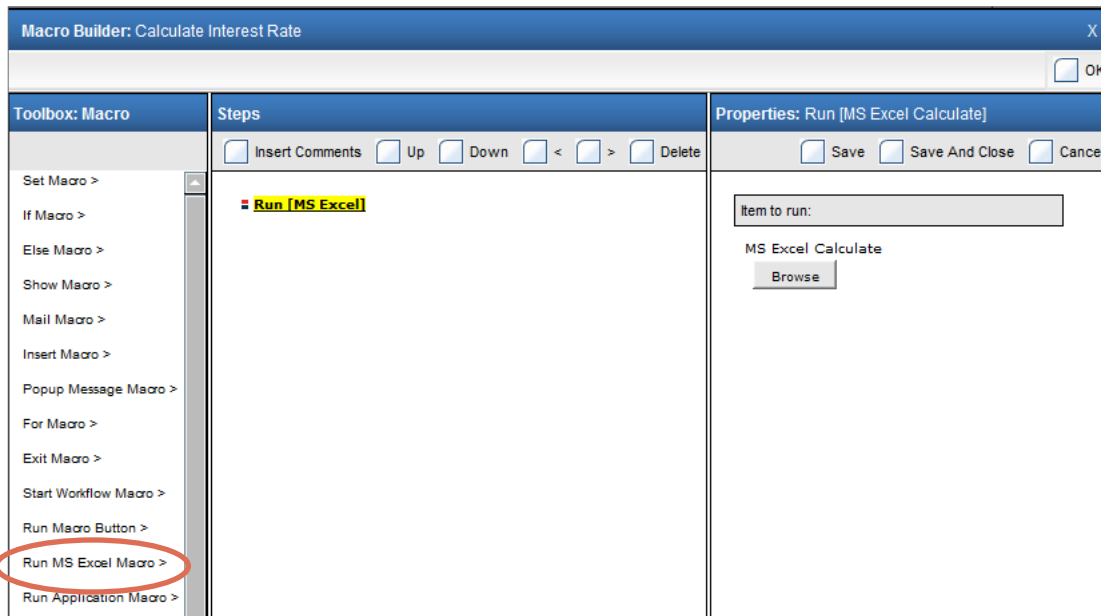 Macro Builder: Calculate Interest Rate X
OK
Toolbox: Macro
Set Macro >
If Macro >
Else Macro >
Show Macro >
Mail Macro >
Insert Macro >
Popup Message Macro >
For Macro >
Exit Macro >
Start Workflow Macro >
Run Macro Button >
Run MS Excel Macro >
Run Application Macro >
Steps
Insert Comments Up Down < > Delete
Run [MS Excel]
Properties: Run [MS Excel Calculate]
Save Save And Close Cance
Item to run:
MS Excel Calculate
Browse